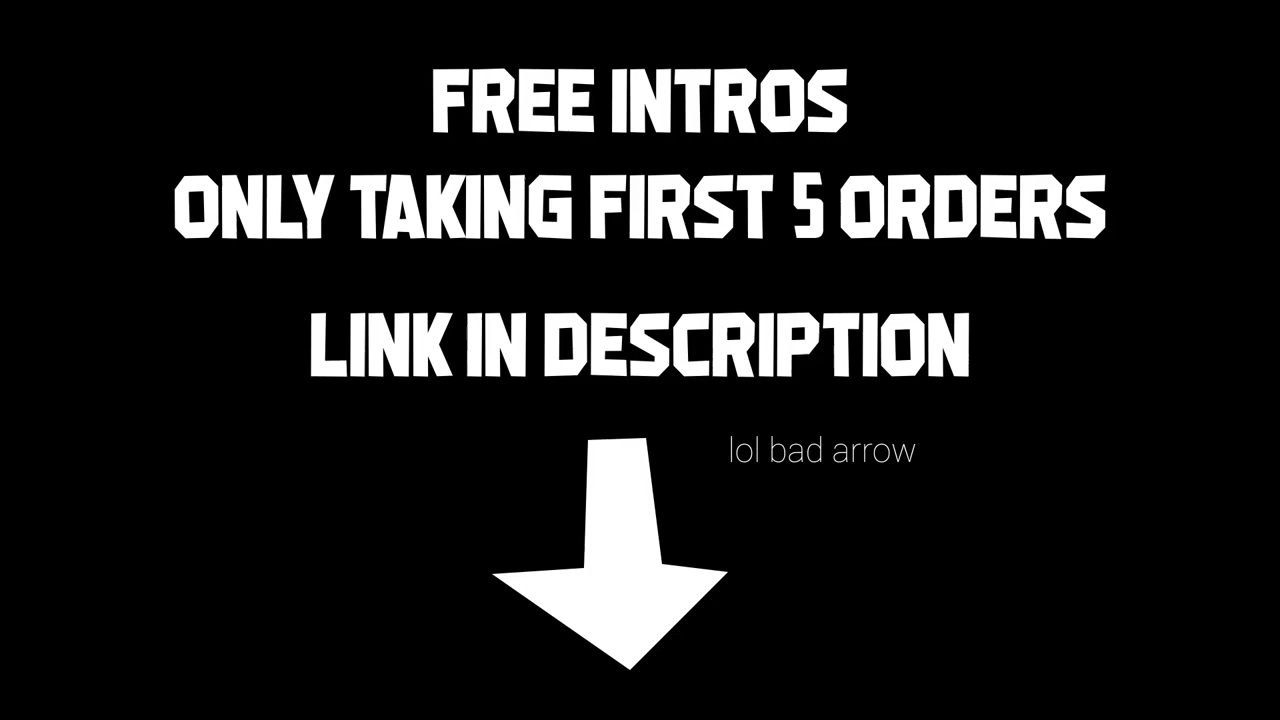 FREE INTROS
ONLY TAKING FIRST 5 ORDERS
LINK IN DESCRIPTION
lol bad arrow